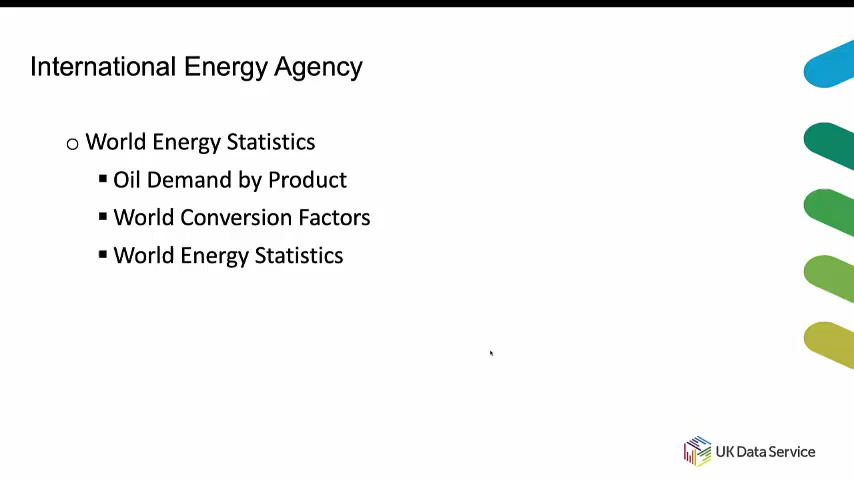 International Energy Agency
World Energy Statistics
Oil Demand by Product
World Conversion Factors
World Energy Statistics
UK Data Service